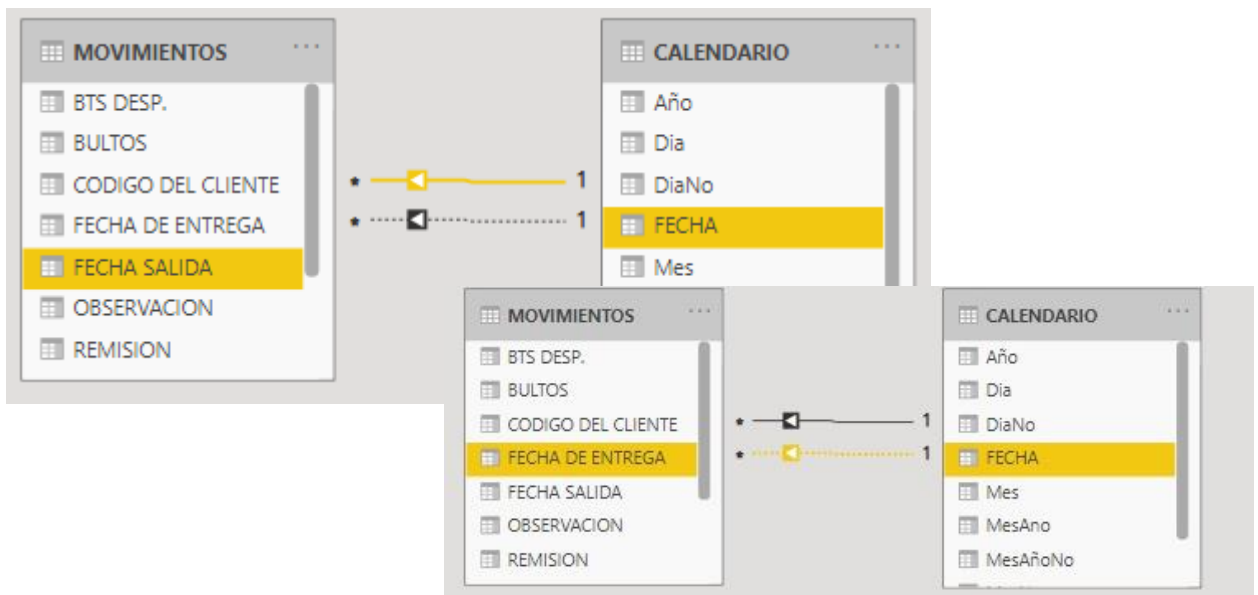 MOVIMIENTOS ...
BTS DESP.
BULTOS
CODIGO DEL CLIENTE
FECHA DE ENTREGA
FECHA SALIDA
OBSERVACION
REMISION
* 1
* 1
CALENDARIO ...
Año
Dia
DiaNo
FECHA
Mes
MOVIMIENTOS ...
BTS DESP.
BULTOS
CODIGO DEL CLIENTE
FECHA DE ENTREGA
FECHA SALIDA
OBSERVACION
REMISION
* 1
* 1
CALENDARIO ...
Año
Dia
DiaNo
FECHA
Mes
MesAno
MesAñoNo